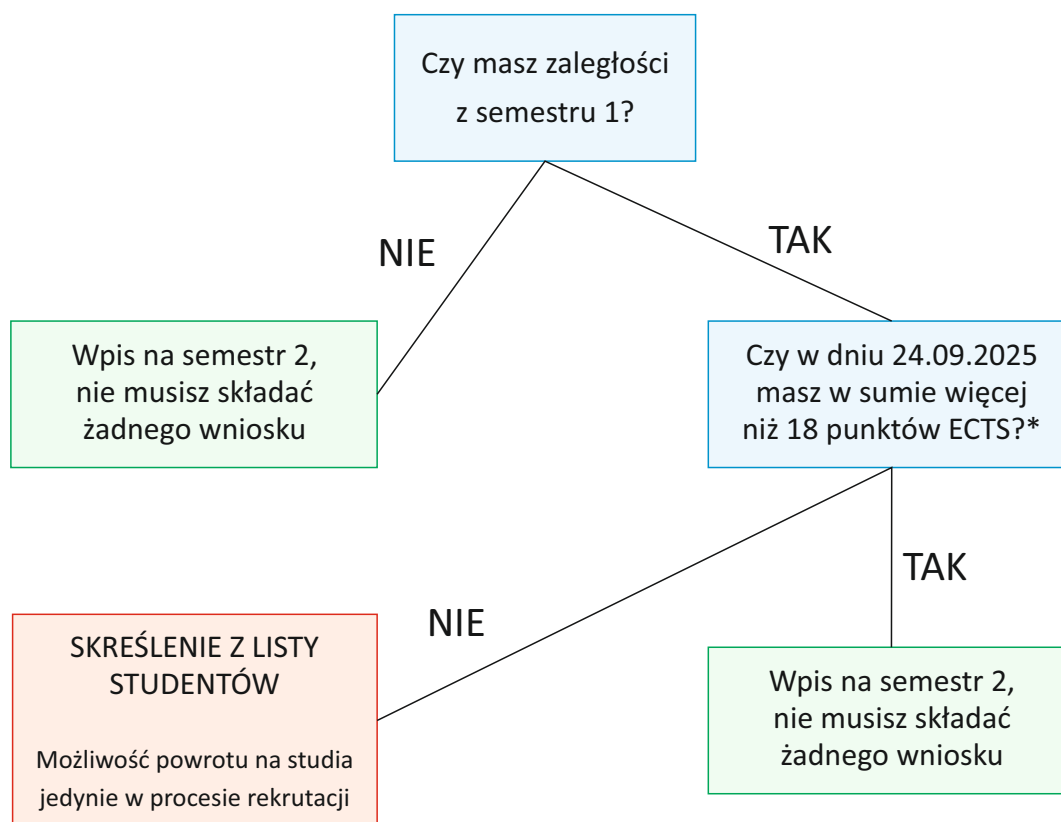 Czy masz zaległości
z semestru 1?
NIE
TAK
Wpis na semestr 2,
nie musisz składać
żadnego wniosku
Czy w dniu 24.09.2025
masz w sumie więcej
niż 18 punktów ECTS?*
NIE
TAK
SKREŚLENIE Z LISTY
STUDENTÓW
Możliwość powrotu na studia
jedynie w procesie rekrutacji
Wpis na semestr 2,
nie musisz składać
żadnego wniosku